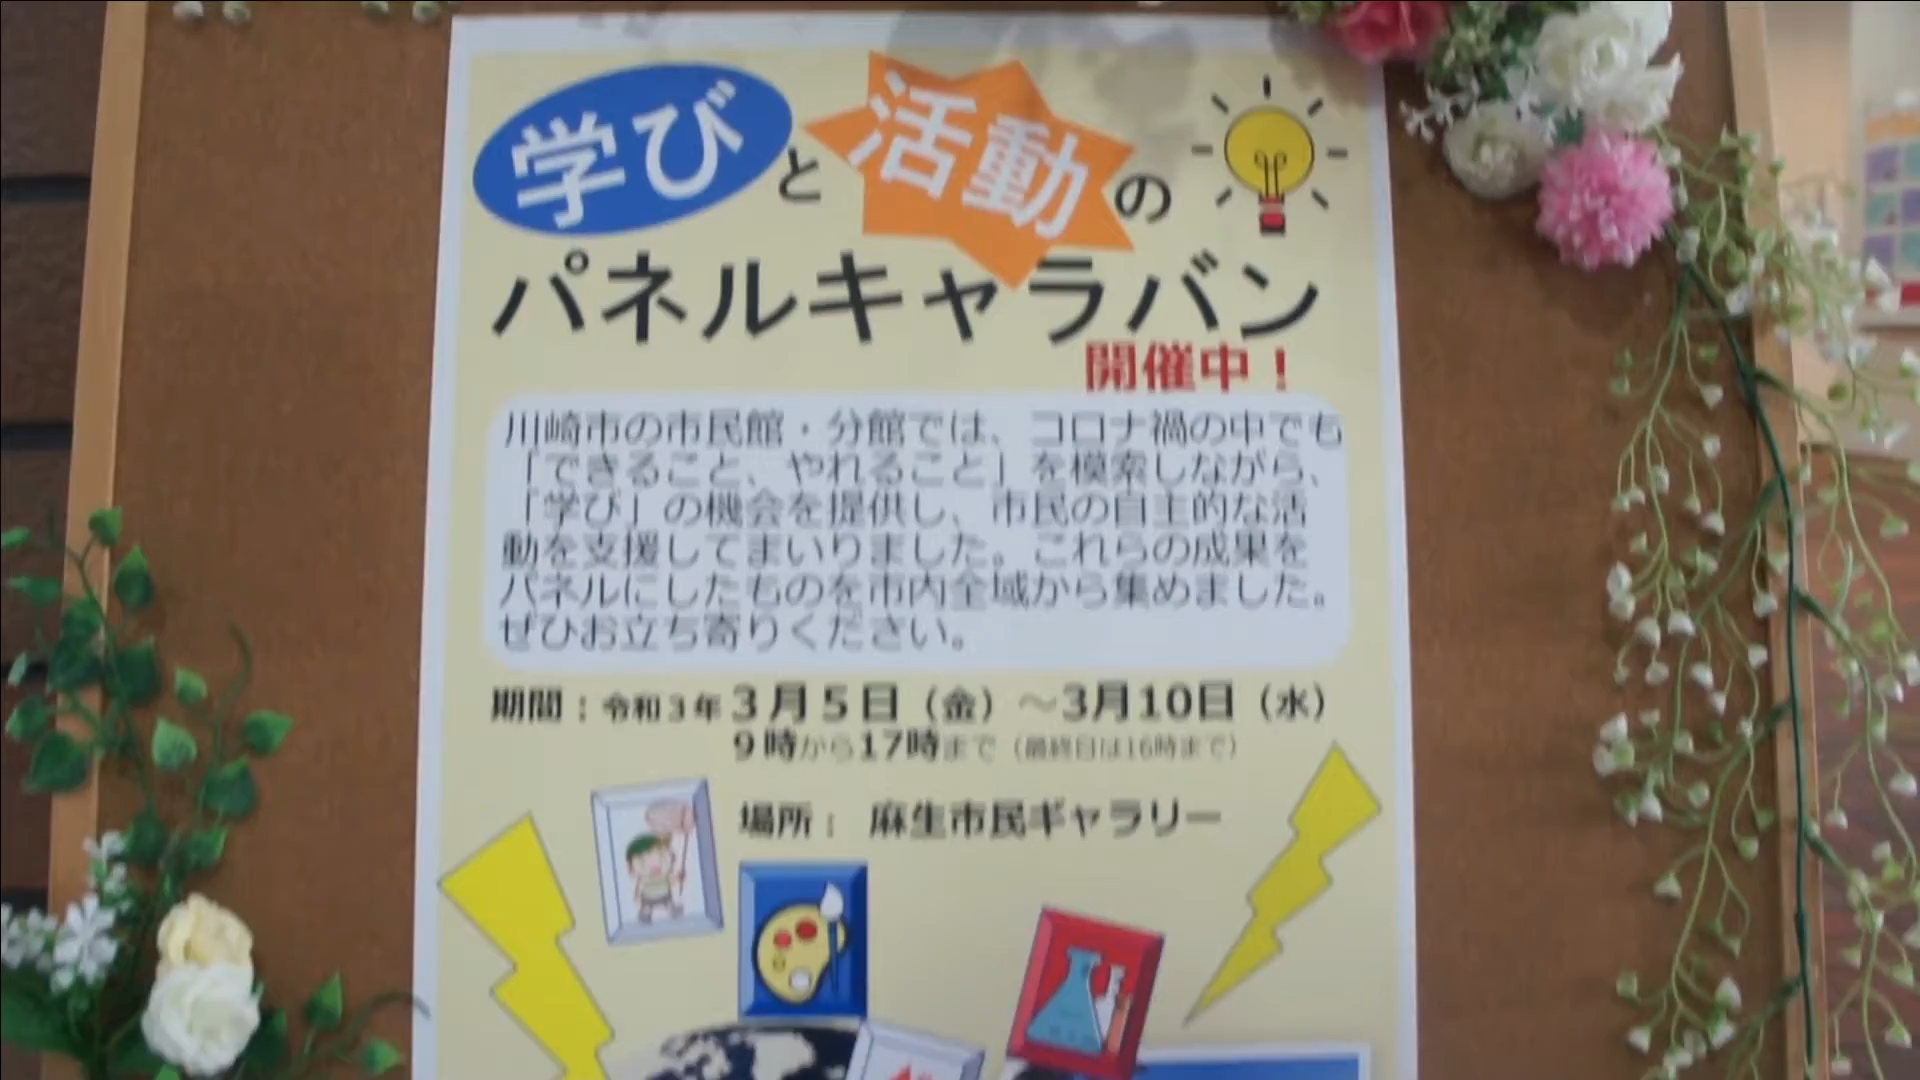 学びと活動の
パネルキャラバン
開催中！
川崎市の市民館・分館では、コロナ禍の中でも
「できること、やれること」を模索しながら、
「学び」の機会を提供し、市民の自主的な活
動を支援してまいりました。これらの成果を
パネルにしたものを市内全域から集めました。
ぜひお立ち寄りください。
期間：令和３年３月５日（金）～3月10日（水）
９時から17時まで（最終日は16時まで）
場所： 麻生市民ギャラリー